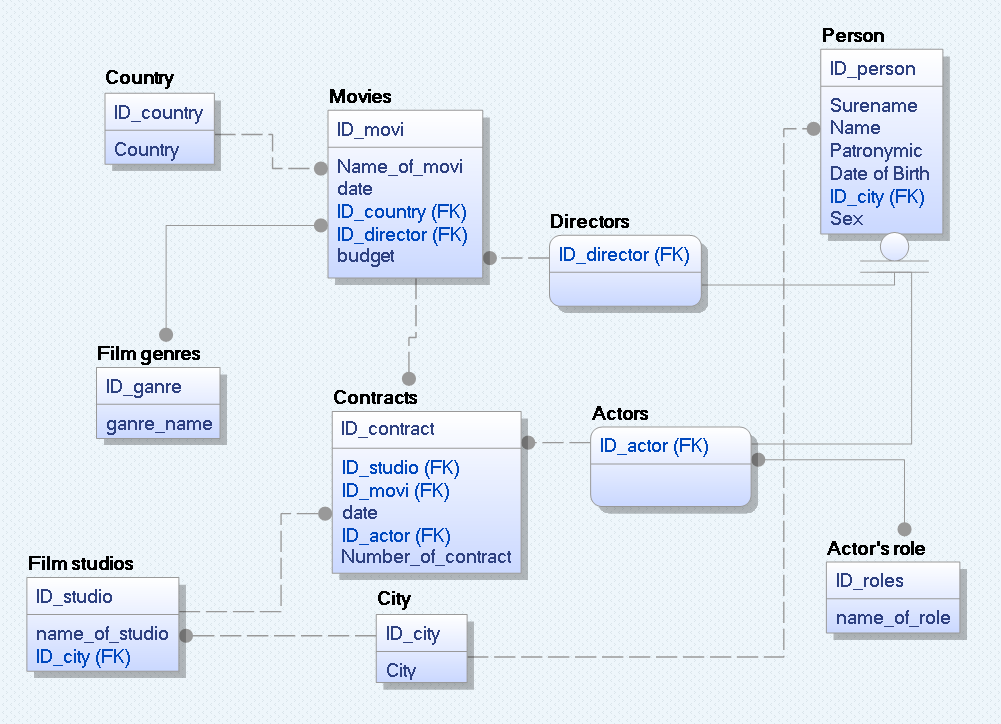 Person
ID_person
Surename
Name
Patronymic
Date of Birth
ID_city (FK)
Sex
Country
ID_country
Country
Movies
ID_movi
Name_of_movi
date
ID_country (FK)
ID_director (FK)
budget
Directors
ID_director (FK)
Film genres
ID_ganre
ganre_name
Contracts
ID_contract
ID_studio (FK)
ID_movi (FK)
date
ID_actor (FK)
Number_of_contract
Actors
ID_actor (FK)
Actor's role
ID_roles
name_of_role
Film studios
ID_studio
name_of_studio
ID_city (FK)
City
ID_city
City